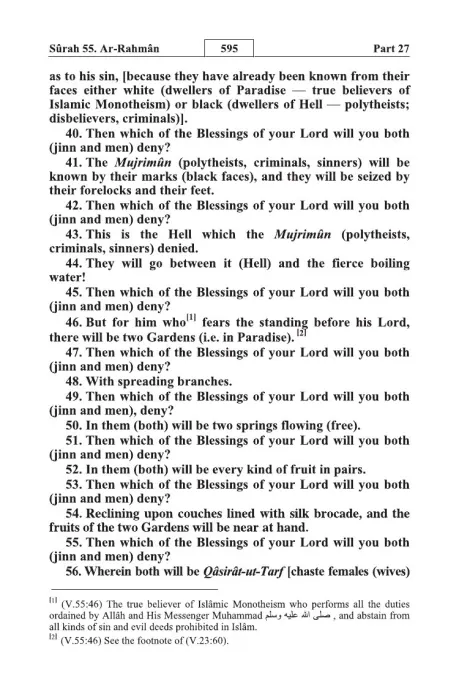 Sûrah 55. Ar-Rahmân 595 Part 27
as to his sin, [because they have already been known from their
faces either white (dwellers of Paradise — true believers of
Islamic Monotheism) or black (dwellers of Hell — polytheists;
disbelievers, criminals)].
40. Then which of the Blessings of your Lord will you both
(jinn and men) deny?
41. The Mujrimûn (polytheists, criminals, sinners) will be
known by their marks (black faces), and they will be seized by
their forelocks and their feet.
42. Then which of the Blessings of your Lord will you both
(jinn and men) deny?
43. This is the Hell which the Mujrimûn (polytheists,
criminals, sinners) denied.
44. They will go between it (Hell) and the fierce boiling
water!
45. Then which of the Blessings of your Lord will you both
(jinn and men) deny?
46. But for him who[1] fears the standing before his Lord,
there will be two Gardens (i.e. in Paradise). [2]
47. Then which of the Blessings of your Lord will you both
(jinn and men) deny?
48. With spreading branches.
49. Then which of the Blessings of your Lord will you both
(jinn and men), deny?
50. In them (both) will be two springs flowing (free).
51. Then which of the Blessings of your Lord will you both
(jinn and men) deny?
52. In them (both) will be every kind of fruit in pairs.
53. Then which of the Blessings of your Lord will you both
(jinn and men) deny?
54. Reclining upon couches lined with silk brocade, and the
fruits of the two Gardens will be near at hand.
55. Then which of the Blessings of your Lord will you both
(jinn and men) deny?
56. Wherein both will be Qâsirât-ut-Tarf [chaste females (wives)
[1] (V.55:46) The true believer of Islâmic Monotheism who performs all the duties
ordained by Allâh and His Messenger Muhammad صلى الله عليه وسلم , and abstain from
all kinds of sin and evil deeds prohibited in Islâm.
[2] (V.55:46) See the footnote of (V.23:60).